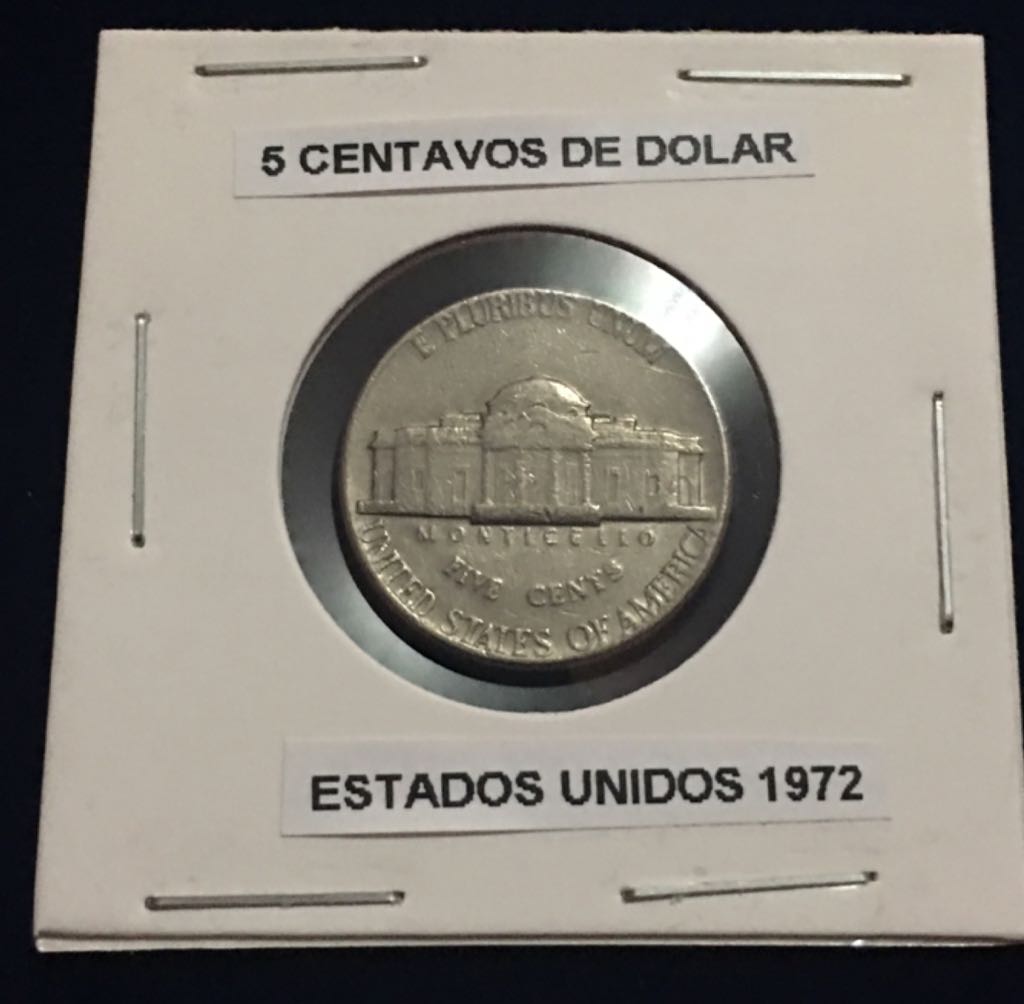 5 CENTAVOS DE DOLAR
E PLURIBUS UNUM
MONTICELLO
FIVE CENTS
UNITED STATES OF AMERICA
ESTADOS UNIDOS 1972